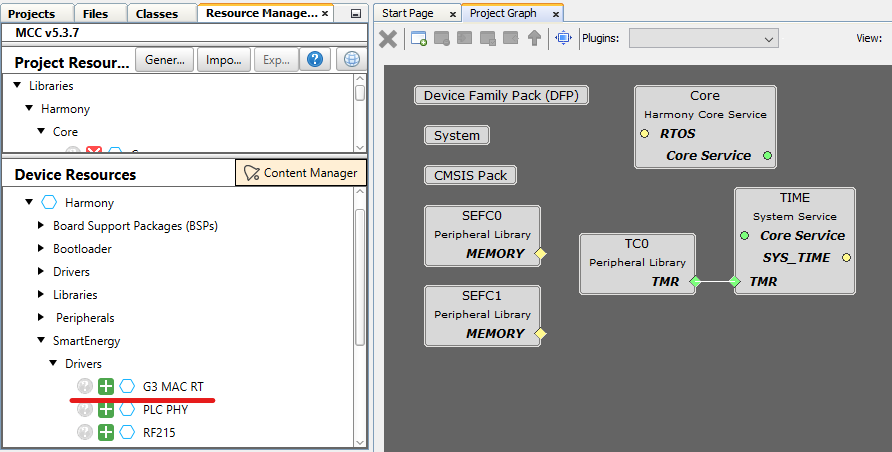 Projects
Files
Classes
Resource Manage...
MCC v5.3.7
Project Resour...
Gener...
Impo...
Exp...
Libraries
Harmony
Core
Device Resources
Content Manager
Harmony
Board Support Packages (BSPs)
Bootloader
Drivers
Libraries
Peripherals
SmartEnergy
Drivers
G3 MAC RT
PLC PHY
RF215
Start Page
Project Graph
Plugins:
View:
Device Family Pack (DFP)
System
CMSIS Pack
SEFC0
Peripheral Library
MEMORY
SEFC1
Peripheral Library
MEMORY
TC0
Peripheral Library
TMR
Core
Harmony Core Service
RTOS
Core Service
TIME
System Service
Core Service
SYS_TIME
TMR